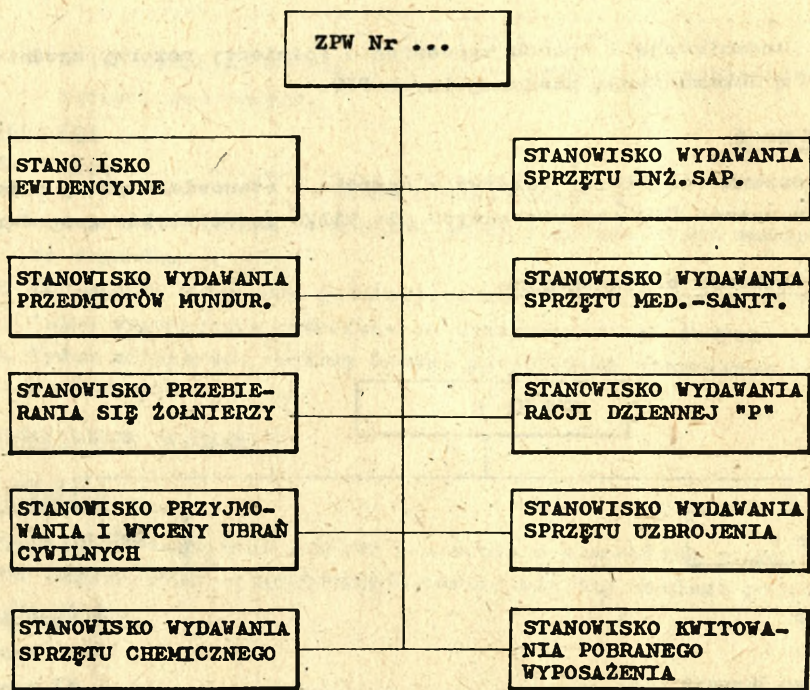 ZPW Nr ...
STANO ISKO
EWIDENCYJNE
STANOWISKO WYDAWANIA
PRZEDMIOTÓW MUNDUR.
STANOWISKO PRZEBIE-
RANIA SIĘ ŻOŁNIERZY
STANOWISKO PRZYJMO-
WANIA I WYCENY UBRAŃ
CYWILNYCH
STANOWISKO WYDAWANIA
SPRZĘTU CHEMICZNEGO
STANOWISKO WYDAWANIA
SPRZĘTU INŻ.SAP.
STANOWISKO WYDAWANIA
SPRZĘTU MED.-SANIT.
STANOWISKO WYDAWANIA
RACJI DZIENNEJ "P"
STANOWISKO WYDAWANIA
SPRZĘTU UZBROJENIA
STANOWISKO KWITOWA-
NIA POBRANEGO
WYPOSAŻENIA